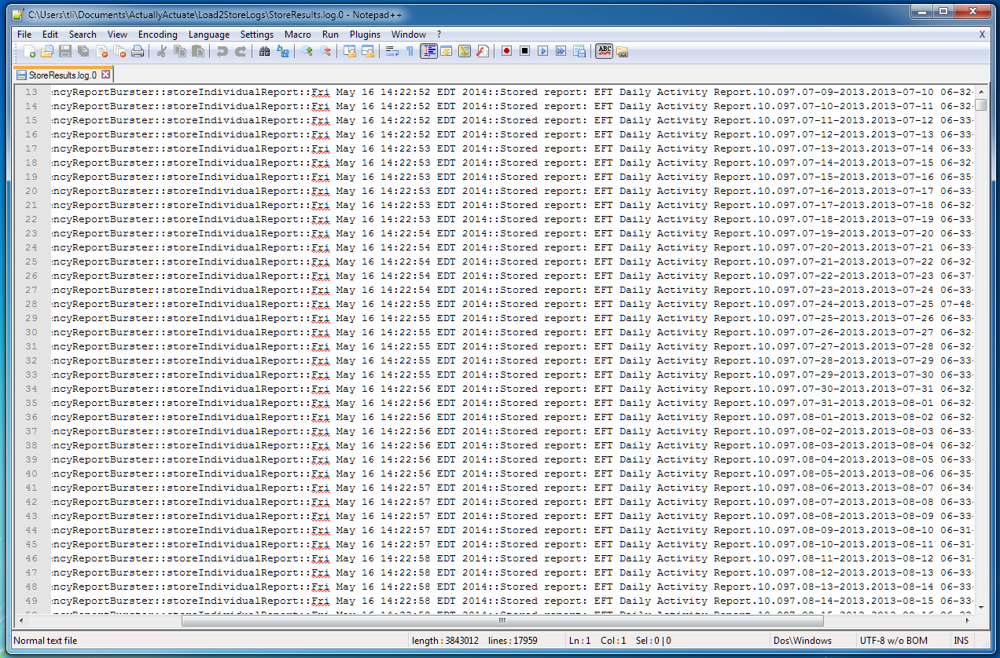 C:\Users\tli\Documents\ActuallyActuate\Load2StoreLogs\StoreResults.log.0 - Notepad++
File Edit Search View Encoding Language Settings Macro Run Plugins Window ? X
ABC
StoreResults.log.0
13 encyReportBurster::storeIndividualReport::Fri May 16 14:22:52 EDT 2014::Stored report: EFT Daily Activity Report.10.097.07-09-2013.2013-07-10 06-32-
14 encyReportBurster::storeIndividualReport::Fri May 16 14:22:52 EDT 2014::Stored report: EFT Daily Activity Report.10.097.07-10-2013.2013-07-11 06-32-
15 encyReportBurster::storeIndividualReport::Fri May 16 14:22:52 EDT 2014::Stored report: EFT Daily Activity Report.10.097.07-11-2013.2013-07-12 06-33-
16 encyReportBurster::storeIndividualReport::Fri May 16 14:22:52 EDT 2014::Stored report: EFT Daily Activity Report.10.097.07-12-2013.2013-07-13 06-33-
17 encyReportBurster::storeIndividualReport::Fri May 16 14:22:53 EDT 2014::Stored report: EFT Daily Activity Report.10.097.07-13-2013.2013-07-14 06-33-
18 encyReportBurster::storeIndividualReport::Fri May 16 14:22:53 EDT 2014::Stored report: EFT Daily Activity Report.10.097.07-14-2013.2013-07-15 06-32-
19 encyReportBurster::storeIndividualReport::Fri May 16 14:22:53 EDT 2014::Stored report: EFT Daily Activity Report.10.097.07-15-2013.2013-07-16 06-35-
20 encyReportBurster::storeIndividualReport::Fri May 16 14:22:53 EDT 2014::Stored report: EFT Daily Activity Report.10.097.07-16-2013.2013-07-17 06-33-
21 encyReportBurster::storeIndividualReport::Fri May 16 14:22:53 EDT 2014::Stored report: EFT Daily Activity Report.10.097.07-17-2013.2013-07-18 06-32-
22 encyReportBurster::storeIndividualReport::Fri May 16 14:22:53 EDT 2014::Stored report: EFT Daily Activity Report.10.097.07-18-2013.2013-07-19 06-33-
23 encyReportBurster::storeIndividualReport::Fri May 16 14:22:54 EDT 2014::Stored report: EFT Daily Activity Report.10.097.07-19-2013.2013-07-20 06-33-
24 encyReportBurster::storeIndividualReport::Fri May 16 14:22:54 EDT 2014::Stored report: EFT Daily Activity Report.10.097.07-20-2013.2013-07-21 06-33-
25 encyReportBurster::storeIndividualReport::Fri May 16 14:22:54 EDT 2014::Stored report: EFT Daily Activity Report.10.097.07-21-2013.2013-07-22 06-32-
26 encyReportBurster::storeIndividualReport::Fri May 16 14:22:54 EDT 2014::Stored report: EFT Daily Activity Report.10.097.07-22-2013.2013-07-23 06-37-
27 encyReportBurster::storeIndividualReport::Fri May 16 14:22:54 EDT 2014::Stored report: EFT Daily Activity Report.10.097.07-23-2013.2013-07-24 06-33-
28 encyReportBurster::storeIndividualReport::Fri May 16 14:22:55 EDT 2014::Stored report: EFT Daily Activity Report.10.097.07-24-2013.2013-07-25 07-48-
29 encyReportBurster::storeIndividualReport::Fri May 16 14:22:55 EDT 2014::Stored report: EFT Daily Activity Report.10.097.07-25-2013.2013-07-26 06-33-
30 encyReportBurster::storeIndividualReport::Fri May 16 14:22:55 EDT 2014::Stored report: EFT Daily Activity Report.10.097.07-26-2013.2013-07-27 06-32-
31 encyReportBurster::storeIndividualReport::Fri May 16 14:22:55 EDT 2014::Stored report: EFT Daily Activity Report.10.097.07-27-2013.2013-07-28 06-32-
32 encyReportBurster::storeIndividualReport::Fri May 16 14:22:55 EDT 2014::Stored report: EFT Daily Activity Report.10.097.07-28-2013.2013-07-29 06-33-
33 encyReportBurster::storeIndividualReport::Fri May 16 14:22:55 EDT 2014::Stored report: EFT Daily Activity Report.10.097.07-29-2013.2013-07-30 06-33-
34 encyReportBurster::storeIndividualReport::Fri May 16 14:22:56 EDT 2014::Stored report: EFT Daily Activity Report.10.097.07-30-2013.2013-07-31 06-32-
35 encyReportBurster::storeIndividualReport::Fri May 16 14:22:56 EDT 2014::Stored report: EFT Daily Activity Report.10.097.07-31-2013.2013-08-01 06-32-
36 encyReportBurster::storeIndividualReport::Fri May 16 14:22:56 EDT 2014::Stored report: EFT Daily Activity Report.10.097.08-01-2013.2013-08-02 06-32-
37 encyReportBurster::storeIndividualReport::Fri May 16 14:22:56 EDT 2014::Stored report: EFT Daily Activity Report.10.097.08-02-2013.2013-08-03 06-33-
38 encyReportBurster::storeIndividualReport::Fri May 16 14:22:56 EDT 2014::Stored report: EFT Daily Activity Report.10.097.08-03-2013.2013-08-04 06-32-
39 encyReportBurster::storeIndividualReport::Fri May 16 14:22:56 EDT 2014::Stored report: EFT Daily Activity Report.10.097.08-04-2013.2013-08-05 06-33-
40 encyReportBurster::storeIndividualReport::Fri May 16 14:22:56 EDT 2014::Stored report: EFT Daily Activity Report.10.097.08-05-2013.2013-08-06 06-35-
41 encyReportBurster::storeIndividualReport::Fri May 16 14:22:57 EDT 2014::Stored report: EFT Daily Activity Report.10.097.08-06-2013.2013-08-07 06-34-
42 encyReportBurster::storeIndividualReport::Fri May 16 14:22:57 EDT 2014::Stored report: EFT Daily Activity Report.10.097.08-07-2013.2013-08-08 06-33-
43 encyReportBurster::storeIndividualReport::Fri May 16 14:22:57 EDT 2014::Stored report: EFT Daily Activity Report.10.097.08-08-2013.2013-08-09 06-33-
44 encyReportBurster::storeIndividualReport::Fri May 16 14:22:57 EDT 2014::Stored report: EFT Daily Activity Report.10.097.08-09-2013.2013-08-10 06-31-
45 encyReportBurster::storeIndividualReport::Fri May 16 14:22:57 EDT 2014::Stored report: EFT Daily Activity Report.10.097.08-10-2013.2013-08-11 06-31-
46 encyReportBurster::storeIndividualReport::Fri May 16 14:22:58 EDT 2014::Stored report: EFT Daily Activity Report.10.097.08-11-2013.2013-08-12 06-31-
47 encyReportBurster::storeIndividualReport::Fri May 16 14:22:58 EDT 2014::Stored report: EFT Daily Activity Report.10.097.08-12-2013.2013-08-13 06-33-
48 encyReportBurster::storeIndividualReport::Fri May 16 14:22:58 EDT 2014::Stored report: EFT Daily Activity Report.10.097.08-13-2013.2013-08-14 06-33-
49 encyReportBurster::storeIndividualReport::Fri May 16 14:22:58 EDT 2014::Stored report: EFT Daily Activity Report.10.097.08-14-2013.2013-08-15 06-33-
Normal text file length : 3843012 lines : 17959 Ln : 1 Col : 1 Sel : 0 | 0 Dos\Windows UTF-8 w/o BOM INS